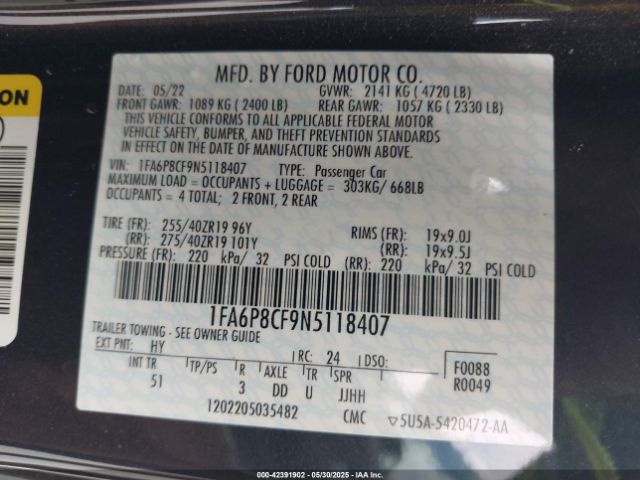 ON
MFD. BY FORD MOTOR CO.
DATE: 05/22 GVWR: 2141 KG ( 4720 LB)
FRONT GAWR: 1089 KG ( 2400 LB) REAR GAWR: 1057 KG ( 2330 LB)
THIS VEHICLE CONFORMS TO ALL APPLICABLE FEDERAL MOTOR
VEHICLE SAFETY, BUMPER, AND THEFT PREVENTION STANDARDS
IN EFFECT ON THE DATE OF MANUFACTURE SHOWN ABOVE.
VIN: 1FA6P8CF9N5118407 TYPE: Passenger Car
MAXIMUM LOAD = OCCUPANTS + LUGGAGE = 303KG/ 668LB
OCCUPANTS = 4 TOTAL; 2 FRONT, 2 REAR
TIRE (FR): 255/40ZR19 96Y RIMS (FR): 19x9.0J
(RR): 275/40ZR19 101Y (RR): 19x9.5J
PRESSURE (FR): 220 kPa/ 32 PSI COLD (RR): 220 kPa/ 32 PSI COLD
1FA6P8CF9N5118407
TRAILER TOWING - SEE OWNER GUIDE
EXT PNT: HY RC: 24 DSO: F0088
INT TR TP/PS R AXLE TR SPR R0049
51 3 DD U JJHH
1202205035482 CMC ▽5U5A-5420472-AA
00-42391902 - 05/30/2025 - IAAI.COM